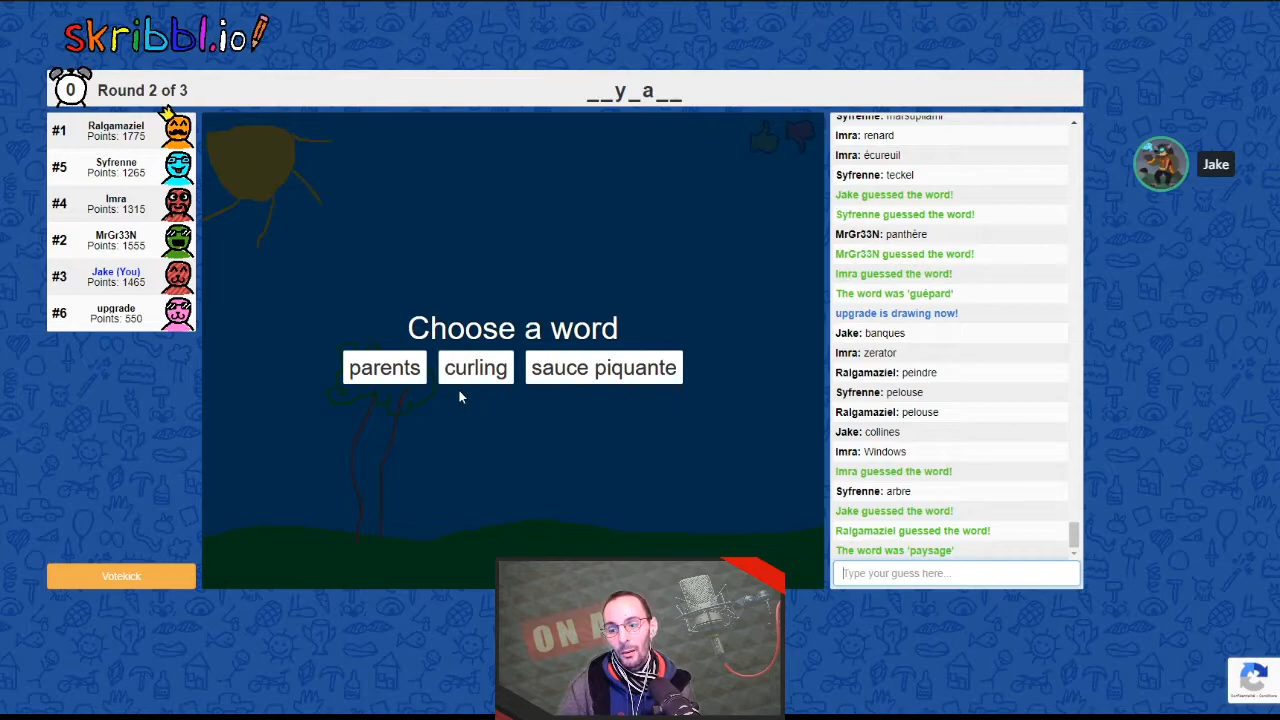 skribbl.io!
0
Round 2 of 3
__y_a__
#1
Ralgamaziel
Points: 1775
#5
Syfrenne
Points: 1265
#4
Imra
Points: 1315
#2
MrGr33N
Points: 1555
#3
Jake (You)
Points: 1465
#6
upgrade
Points: 550
Votekick
Choose a word
parents
curling
sauce piquante
ON A
Syfrenne: marsupilami
Imra: renard
Imra: écureuil
Syfrenne: teckel
Jake guessed the word!
Syfrenne guessed the word!
MrGr33N: panthère
MrGr33N guessed the word!
Imra guessed the word!
The word was 'guépard'
upgrade is drawing now!
Jake: banques
Imra: zerator
Ralgamaziel: peindre
Syfrenne: pelouse
Ralgamaziel: pelouse
Jake: collines
Imra: Windows
Imra guessed the word!
Syfrenne: arbre
Jake guessed the word!
Ralgamaziel guessed the word!
The word was 'paysage'
Type your guess here...
Jake